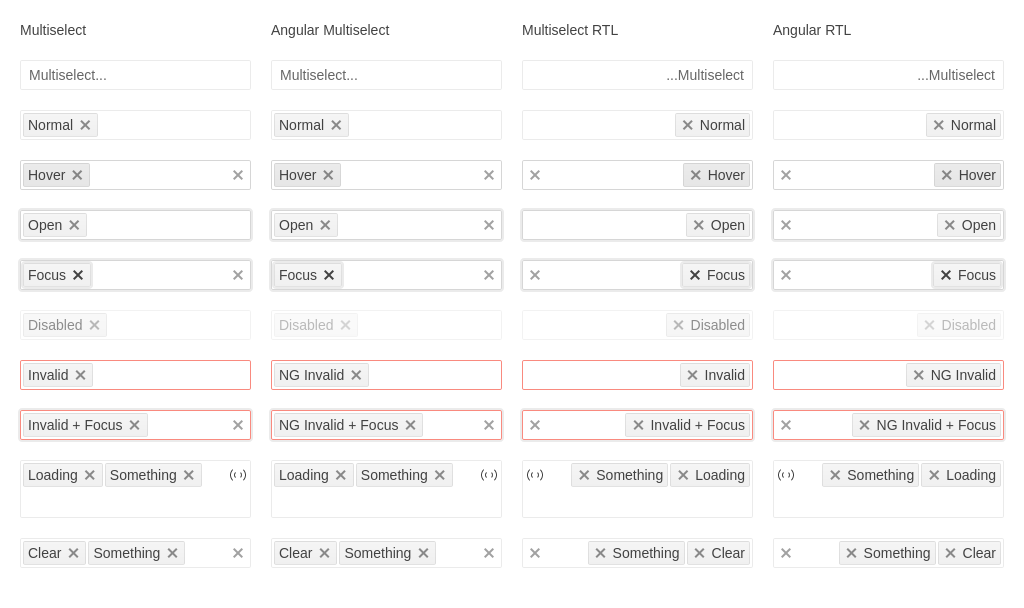 Multiselect Angular Multiselect Multiselect RTL Angular RTL
Multiselect... Multiselect... ...Multiselect ...Multiselect
Normal Normal Normal Normal
Hover Hover Hover Hover
Open Open Open Open
Focus Focus Focus Focus
Disabled Disabled Disabled Disabled
Invalid NG Invalid Invalid NG Invalid
Invalid + Focus NG Invalid + Focus Invalid + Focus NG Invalid + Focus
Loading Something Loading Something Something Loading Something Loading
Clear Something Clear Something Something Clear Something Clear